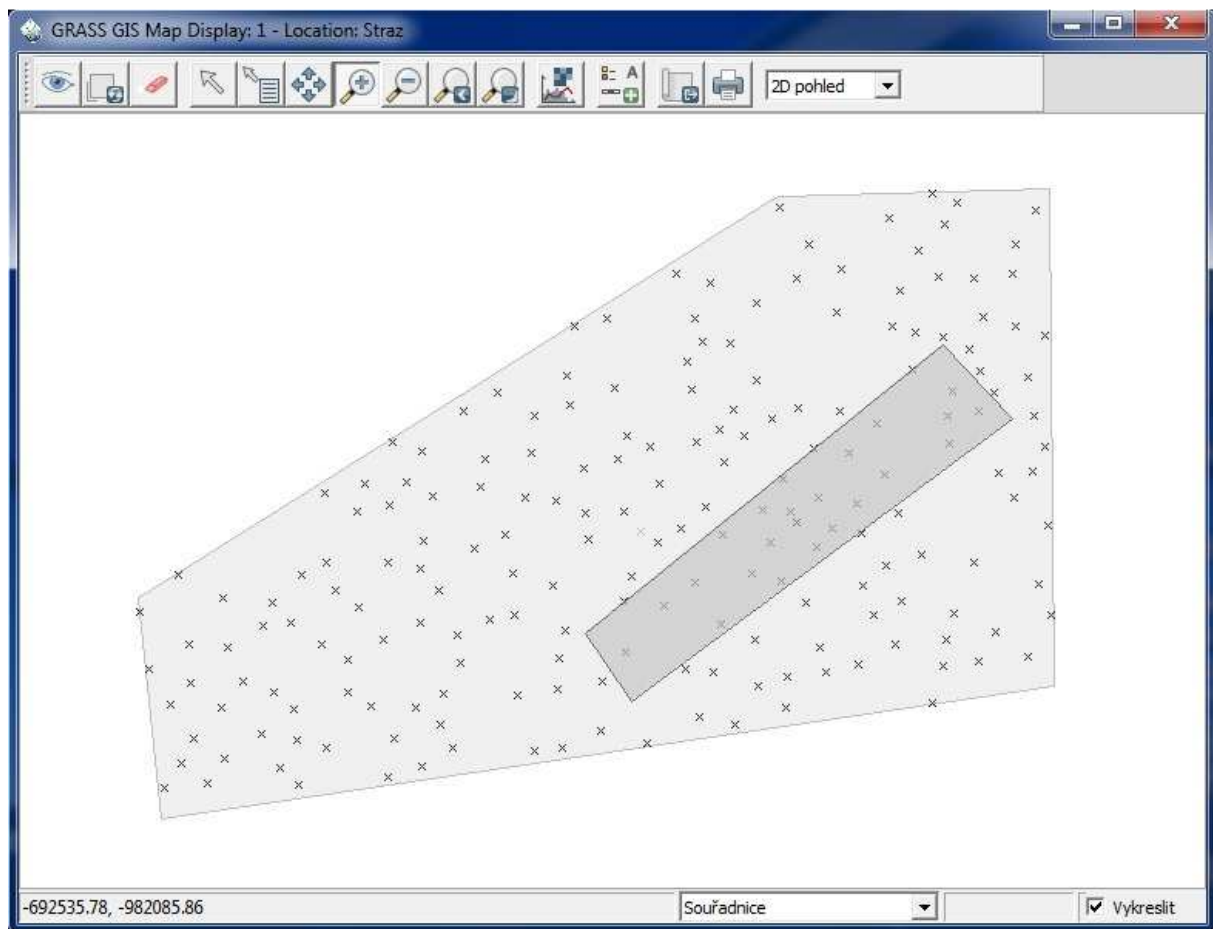 GRASS GIS Map Display: 1 - Location: Straz
2D pohled
-692535.78, -982085.86
Souřadnice
Vykreslit